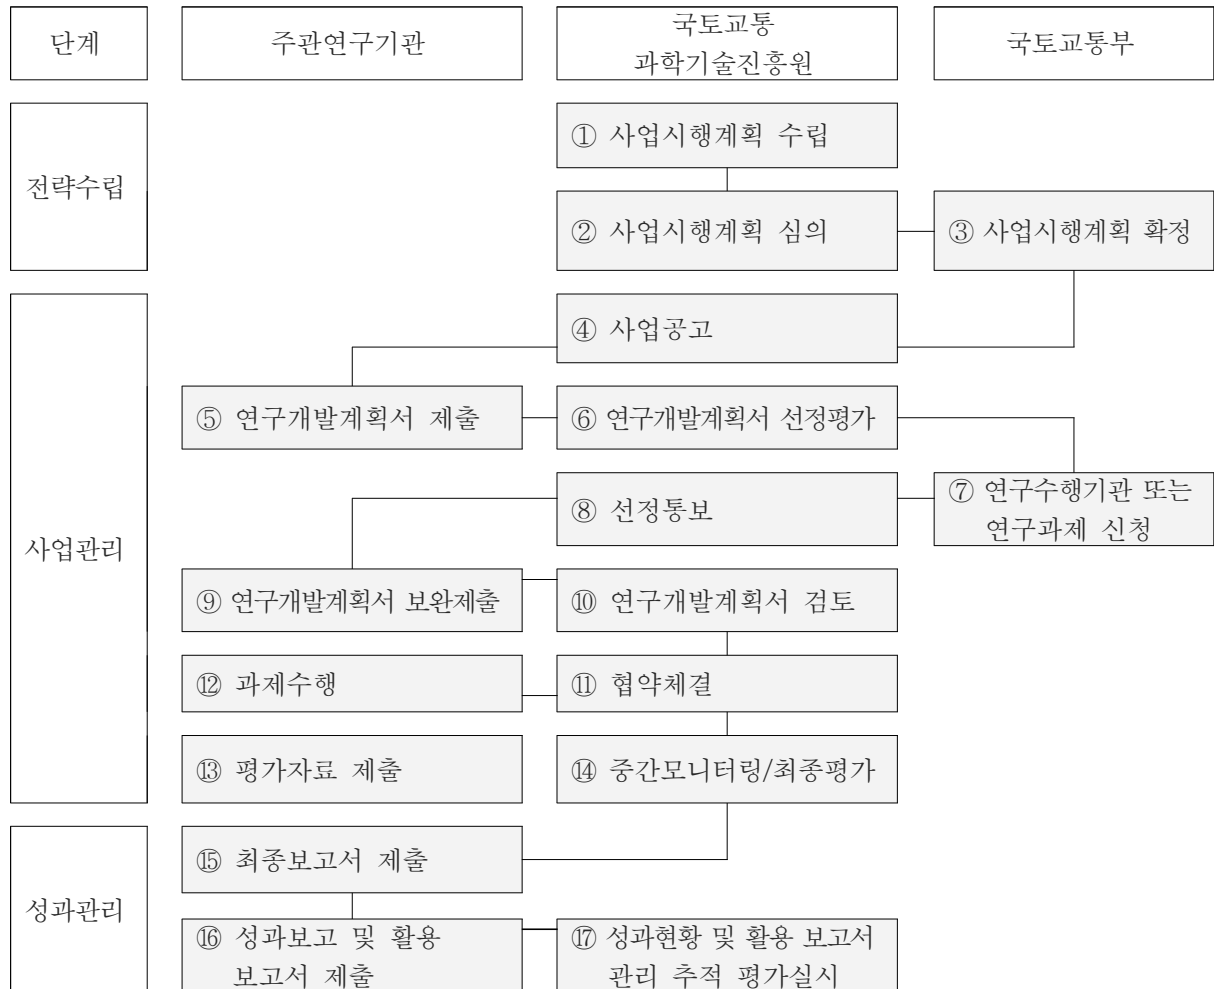 단계
주관연구기관
국토교통
과학기술진흥원
국토교통부
전략수립
① 사업시행계획 수립
② 사업시행계획 심의
③ 사업시행계획 확정
사업관리
④ 사업공고
⑤ 연구개발계획서 제출
⑥ 연구개발계획서 선정평가
⑦ 연구수행기관 또는
연구과제 신청
⑧ 선정통보
⑨ 연구개발계획서 보완제출
⑩ 연구개발계획서 검토
⑫ 과제수행
⑪ 협약체결
⑬ 평가자료 제출
⑭ 중간모니터링/최종평가
성과관리
⑮ 최종보고서 제출
⑯ 성과보고 및 활용
보고서 제출
⑰ 성과현황 및 활용 보고서
관리 추적 평가실시